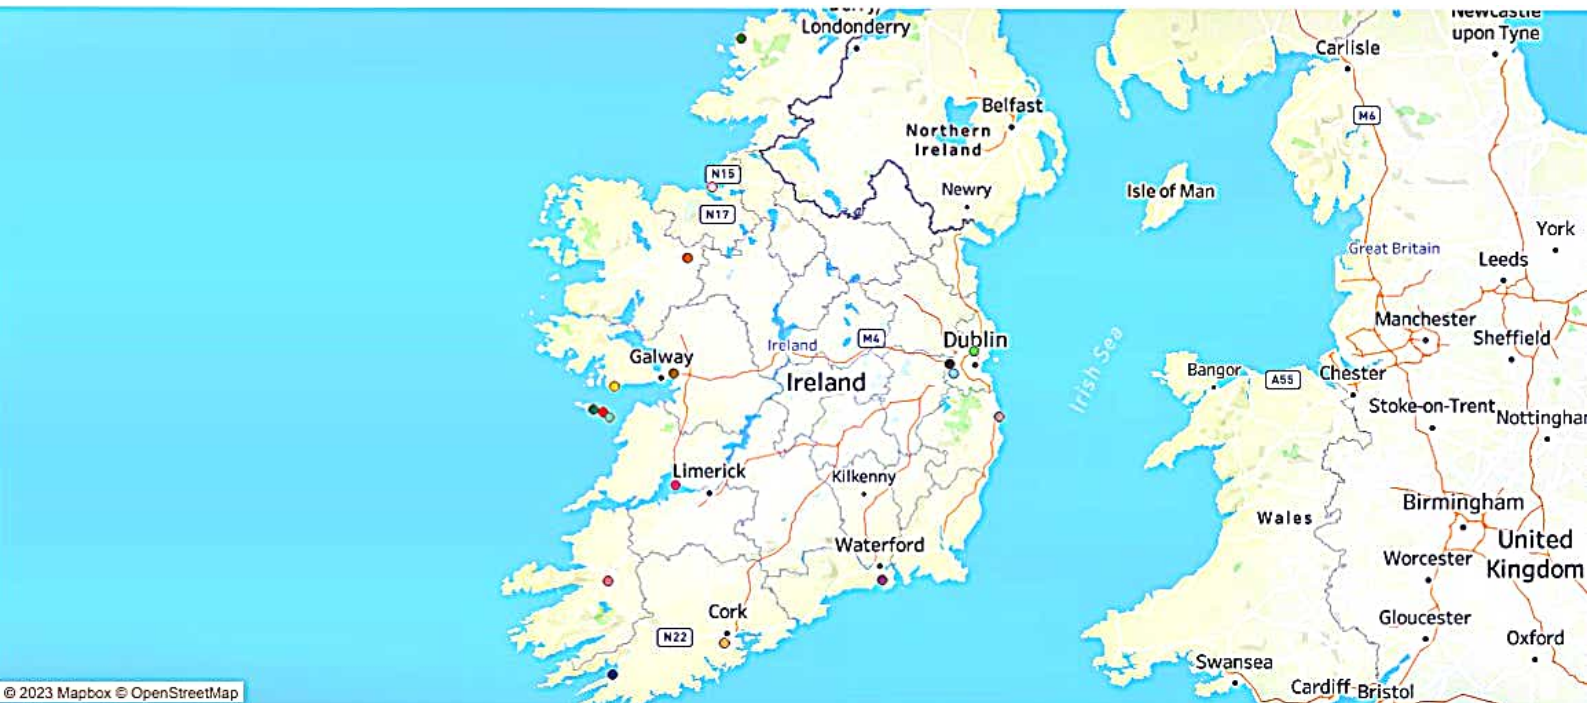 Derry/
Londonderry
Belfast
Northern
Ireland
Newry
N15
N17
Isle of Man
Carlisle
Newcastle
upon Tyne
M6
York
Great Britain
Leeds
Manchester
Sheffield
Galway
Ireland
M4
Dublin
Ireland
Irish Sea
Bangor
A55
Chester
Stoke-on-Trent
Nottinghar
Limerick
Kilkenny
Birmingham
Wales
Waterford
Worcester
United
Kingdom
Cork
N22
Gloucester
Oxford
Swansea
Cardiff
Bristol
© 2023 Mapbox © OpenStreetMap